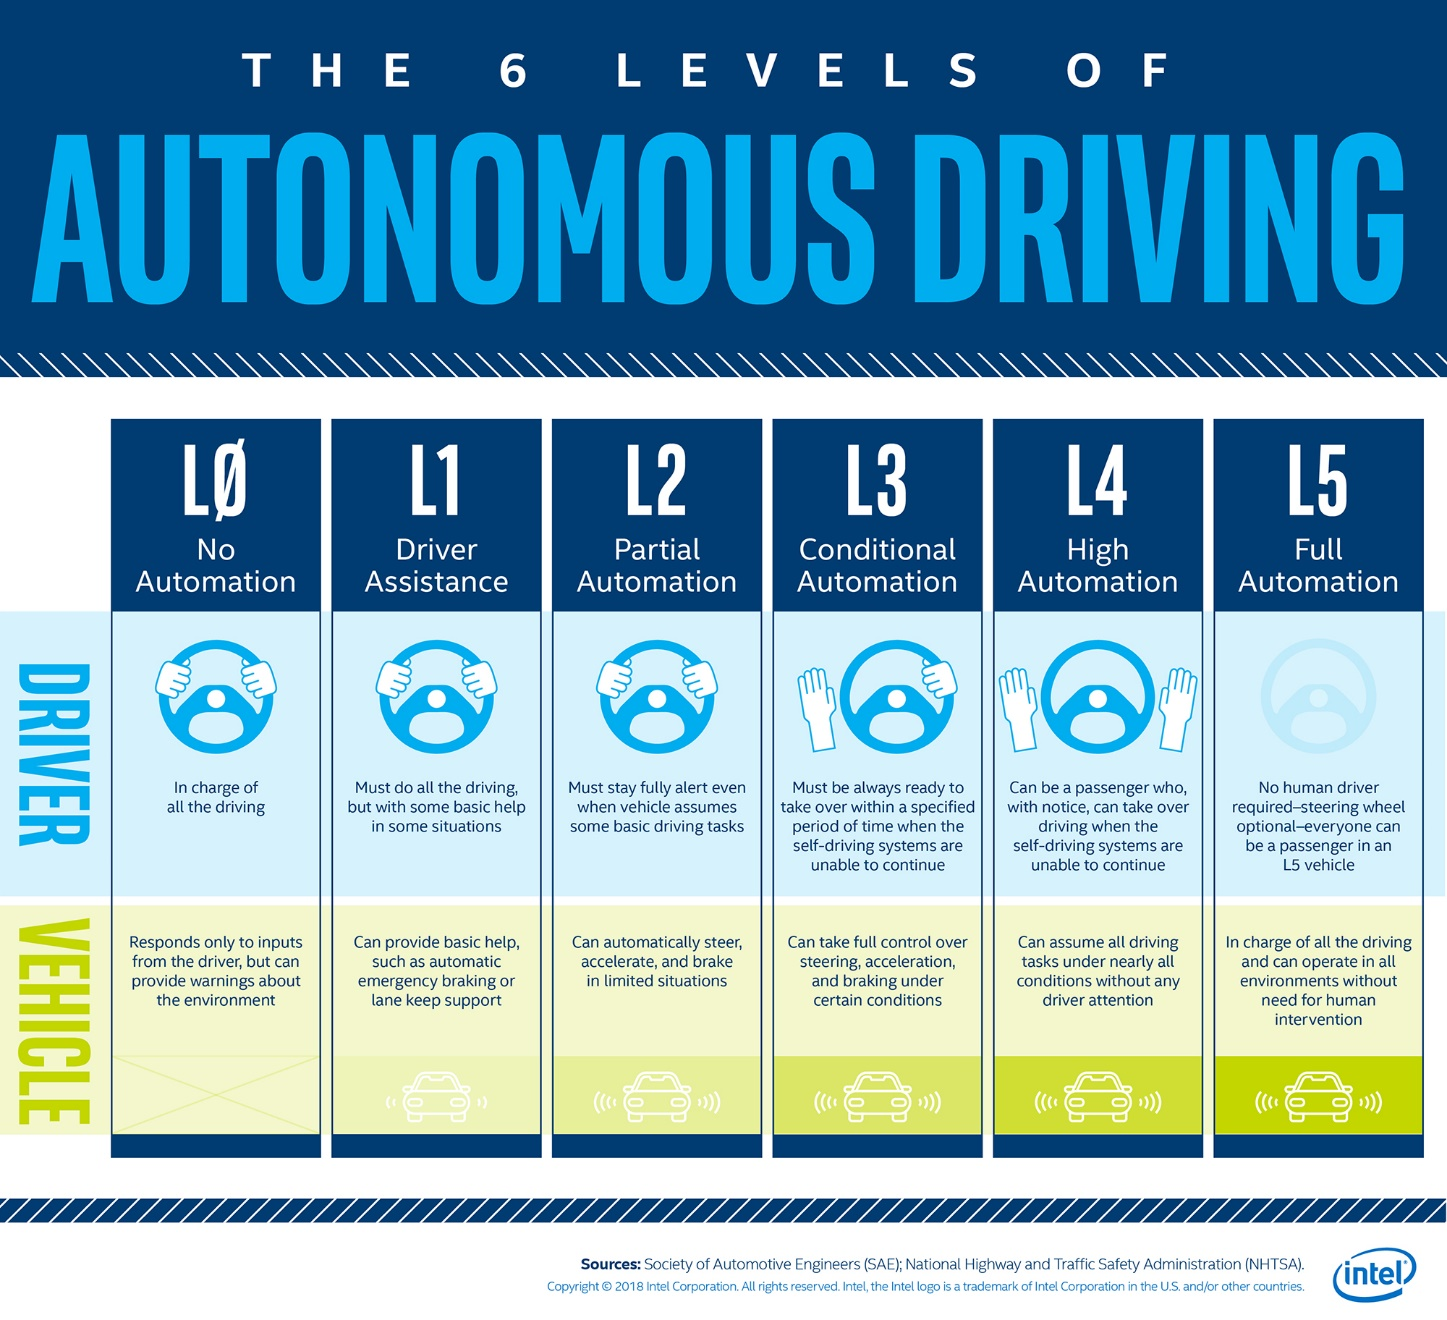 THE 6 LEVELS OF
AUTONOMOUS DRIVING
LØ
No
Automation
L1
Driver
Assistance
L2
Partial
Automation
L3
Conditional
Automation
L4
High
Automation
L5
Full
Automation
DRIVER
In charge of
all the driving
Must do all the driving,
but with some basic help
in some situations
Must stay fully alert even
when vehicle assumes
some basic driving tasks
Must be always ready to
take over within a specified
period of time when the
self-driving systems are
unable to continue
Can be a passenger who,
with notice, can take over
driving when the
self-driving systems are
unable to continue
No human driver
required–steering wheel
optional–everyone can
be a passenger in an
L5 vehicle
VEHICLE
Responds only to inputs
from the driver, but can
provide warnings about
the environment
Can provide basic help,
such as automatic
emergency braking or
lane keep support
Can automatically steer,
accelerate, and brake
in limited situations
Can take full control over
steering, acceleration,
and braking under
certain conditions
Can assume all driving
tasks under nearly all
conditions without any
driver attention
In charge of all the driving
and can operate in all
environments without
need for human
intervention
Sources: Society of Automotive Engineers (SAE); National Highway and Traffic Safety Administration (NHTSA).
Copyright © 2018 Intel Corporation. All rights reserved. Intel, the Intel logo is a trademark of Intel Corporation in the U.S. and/or other countries.
intel